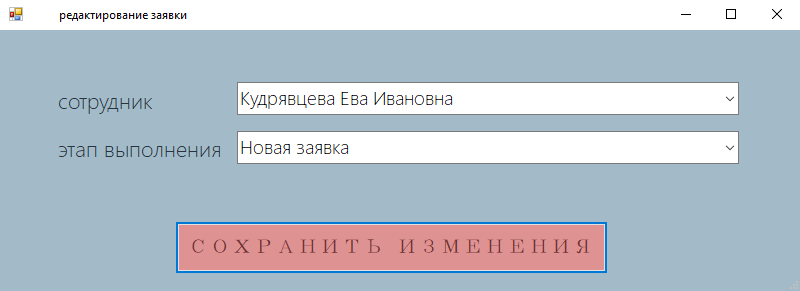 редактирование заявки
сотрудник Кудрявцева Ева Ивановна
этап выполнения Новая заявка
СОХРАНИТЬ ИЗМЕНЕНИЯ